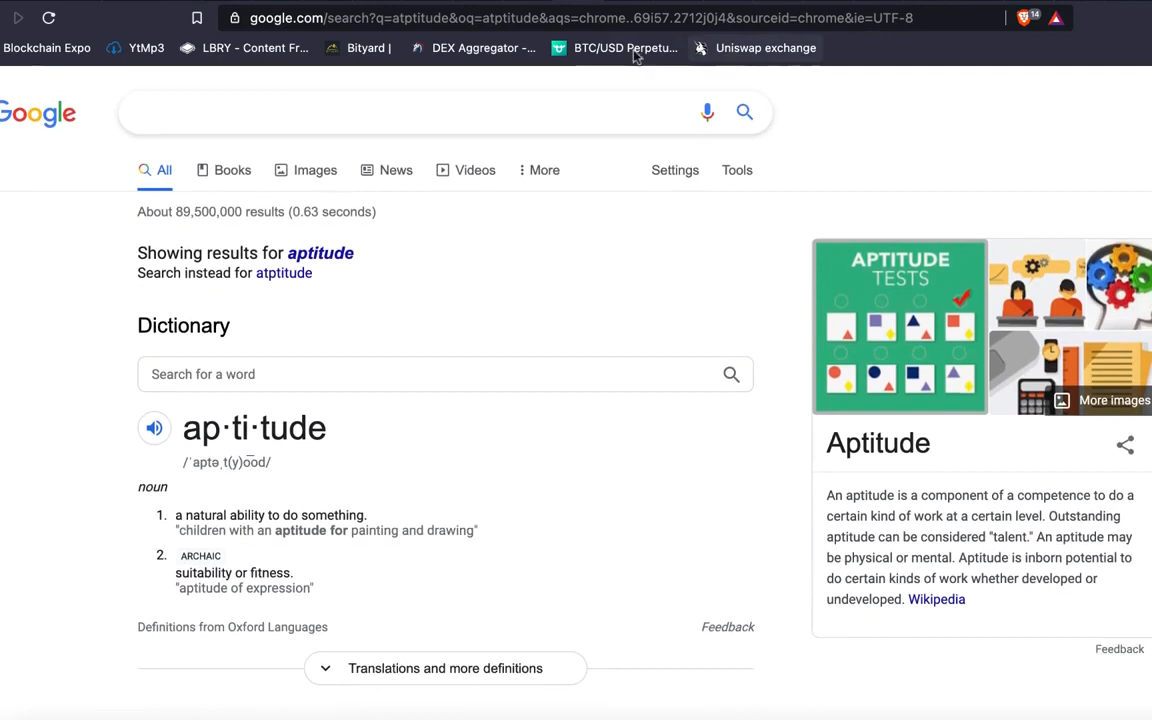 google.com/search?q=atptitude&oq=atptitude&aqs=chrome..69i57.2712j0j4&sourceid=chrome&ie=UTF-8
14
Blockchain Expo YtMp3 LBRY - Content Fr... Bityard | DEX Aggregator -... BTC/USD Perpetu... Uniswap exchange
Google
All Books Images News Videos More Settings Tools
About 89,500,000 results (0.63 seconds)
Showing results for aptitude
Search instead for atptitude
Dictionary
Search for a word
ap·ti·tude
/ˈaptəˌt(y)o͞od/
noun
1. a natural ability to do something.
"children with an aptitude for painting and drawing"
2. ARCHAIC
suitability or fitness.
"aptitude of expression"
Definitions from Oxford Languages Feedback
Translations and more definitions
APTITUDE
TESTS
More images
Aptitude
An aptitude is a component of a competence to do a
certain kind of work at a certain level. Outstanding
aptitude can be considered "talent." An aptitude may
be physical or mental. Aptitude is inborn potential to
do certain kinds of work whether developed or
undeveloped. Wikipedia
Feedback